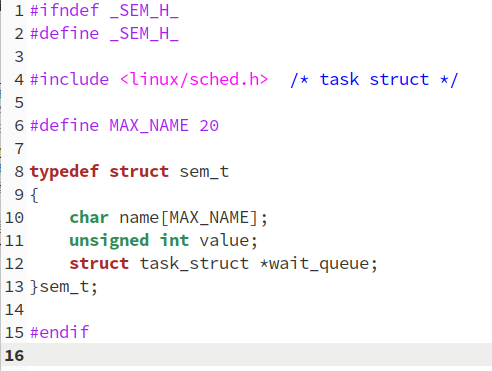 1 #ifndef _SEM_H_
2 #define _SEM_H_
3
4 #include <linux/sched.h>  /* task struct */
5
6 #define MAX_NAME 20
7
8 typedef struct sem_t
9 {
10     char name[MAX_NAME];
11     unsigned int value;
12     struct task_struct *wait_queue;
13 }sem_t;
14
15 #endif
16